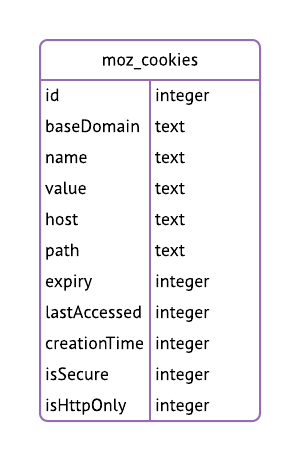 moz_cookies
id integer
baseDomain text
name text
value text
host text
path text
expiry integer
lastAccessed integer
creationTime integer
isSecure integer
isHttpOnly integer